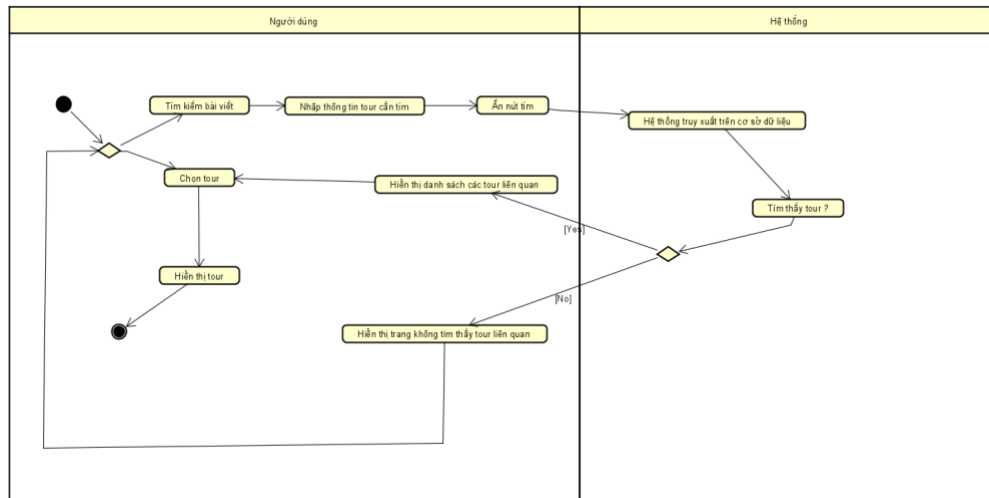 Người dùng
Hệ thống
Tìm kiếm bài viết
Nhập thông tin tour cần tìm
Ấn nút tìm
Hệ thống truy xuất trên cơ sở dữ liệu
Chọn tour
Hiển thị danh sách các tour liên quan
Tìm thấy tour ?
[Yes]
Hiển thị tour
[No]
Hiển thị trang không tìm thấy tour liên quan